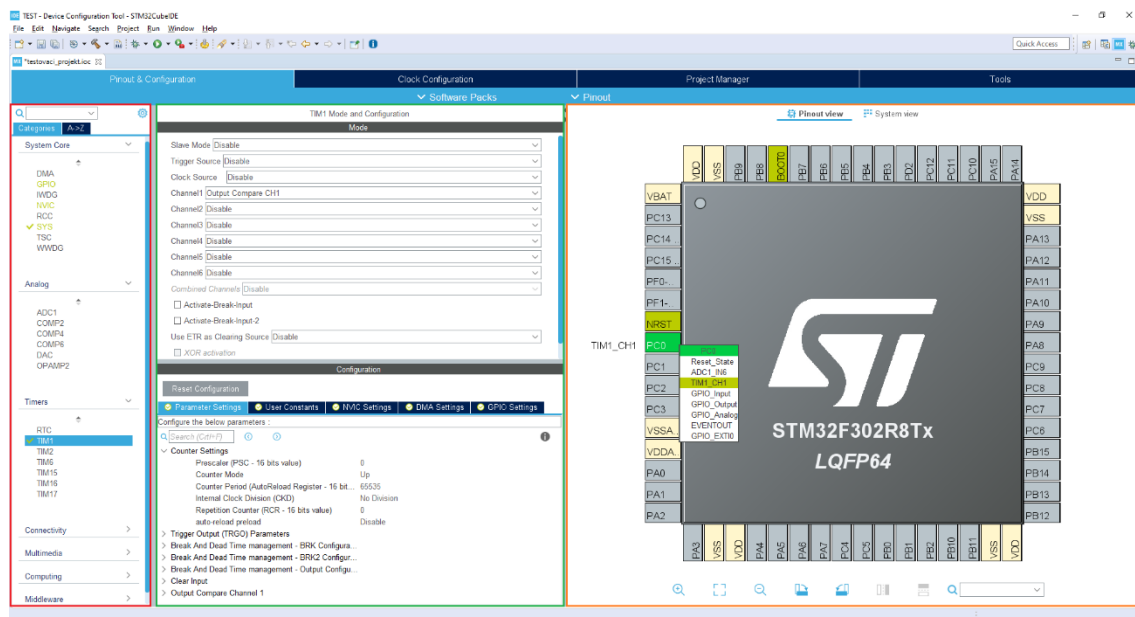 TEST - Device Configuration Tool - STM32CubeIDE
File Edit Navigate Search Project Run Window Help
Quick Access
*testovaci_projekt.ioc
Pinout & Configuration
Clock Configuration
Project Manager
Tools
Software Packs
Pinout
Categories
A->Z
System Core
DMA
GPIO
IWDG
NVIC
RCC
SYS
TSC
WWDG
Analog
ADC1
COMP2
COMP4
COMP6
DAC
OPAMP2
Timers
RTC
TIM1
TIM2
TIM6
TIM15
TIM16
TIM17
Connectivity
Multimedia
Computing
Middleware
TIM1 Mode and Configuration
Mode
Slave Mode Disable
Trigger Source Disable
Clock Source Disable
Channel1 Output Compare CH1
Channel2 Disable
Channel3 Disable
Channel4 Disable
Channel5 Disable
Channel6 Disable
Combined Channels Disable
Activate-Break-Input
Activate-Break-Input-2
Use ETR as Clearing Source Disable
XOR activation
Configuration
Reset Configuration
Parameter Settings
User Constants
NVIC Settings
DMA Settings
GPIO Settings
Configure the below parameters :
Search (Ctrl+F)
Counter Settings
Prescaler (PSC - 16 bits value) 0
Counter Mode Up
Counter Period (AutoReload Register - 16 bit... 65535
Internal Clock Division (CKD) No Division
Repetition Counter (RCR - 16 bits value) 0
auto-reload preload Disable
Trigger Output (TRGO) Parameters
Break And Dead Time management - BRK Configura...
Break And Dead Time management - BRK2 Configur...
Break And Dead Time management - Output Configu...
Clear Input
Output Compare Channel 1
Pinout view
System view
VDD VSS PB9 PB8 BOOT0 PB7 PB6 PB5 PB4 PB3 PD2 PC12 PC11 PC10 PA15 PA14
VBAT
PC13
PC14 ..
PC15 ..
PF0-..
PF1-..
NRST
TIM1_CH1 PC0
PC1
PC2
PC3
VSSA..
VDDA..
PA0
PA1
PA2
PC0
Reset_State
ADC1_IN6
TIM1_CH1
GPIO_Input
GPIO_Output
GPIO_Analog
EVENTOUT
GPIO_EXTI0
ST
STM32F302R8Tx
LQFP64
VDD
VSS
PA13
PA12
PA11
PA10
PA9
PA8
PC9
PC8
PC7
PC6
PB15
PB14
PB13
PB12
PA3 VSS VDD PA4 PA5 PA6 PA7 PC4 PC5 PB0 PB1 PB2 PB10 PB11 VSS VDD